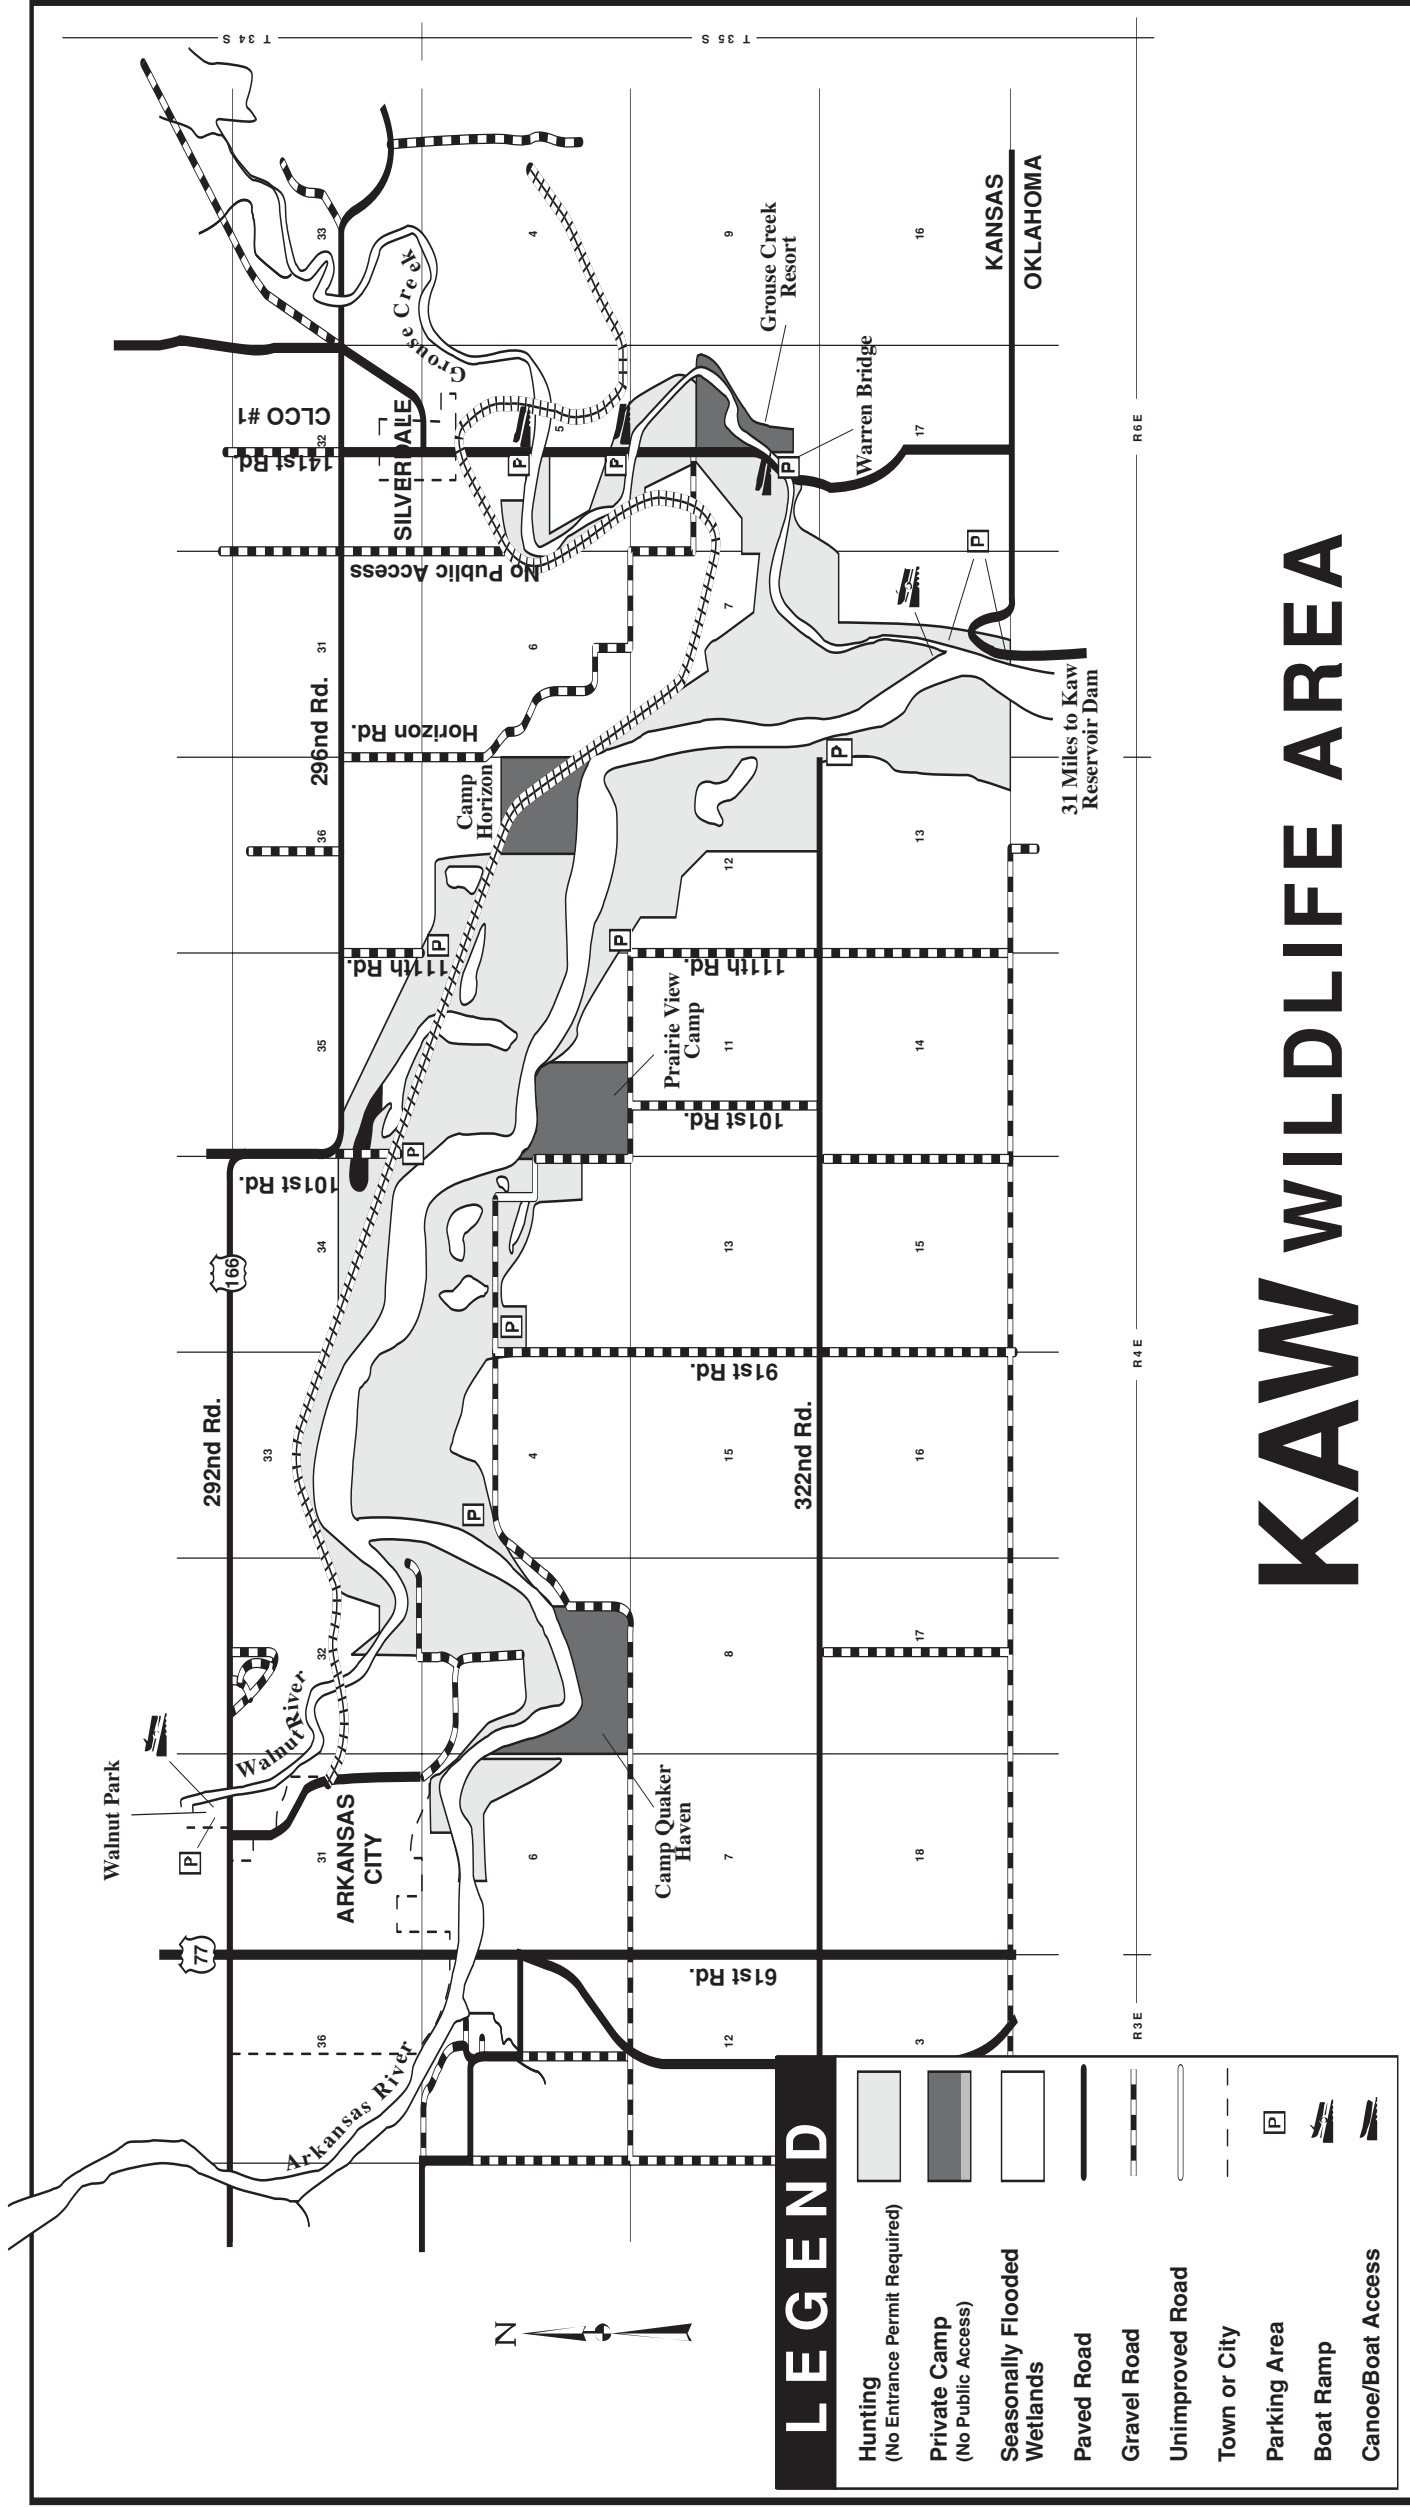 KAW WILDLIFE AREA
LEGEND
Hunting
(No Entrance Permit Required)
Private Camp
(No Public Access)
Seasonally Flooded
Wetlands
Paved Road
Gravel Road
Unimproved Road
Town or City
Parking Area
P
Boat Ramp
Canoe/Boat Access
N
Walnut Park
P
77
166
292nd Rd.
296nd Rd.
322nd Rd.
Arkansas River
Walnut River
Walnut River
ARKANSAS
CITY
Camp Quaker
Haven
61st Rd.
91st Rd.
101st Rd.
101st Rd.
111th Rd.
111th Rd.
Prairie View
Camp
Camp
Horizon
Horizon Rd.
No Public Access
141st Rd.
CLCO #1
SILVERDALE
Grouse Creek
Grouse Creek
Resort
Warren Bridge
31 Miles to Kaw
Reservoir Dam
KANSAS
OKLAHOMA
P
P
P
P
P
P
P
P
P
P
36
31
32
33
34
35
36
31
32
33
6
4
6
5
4
12
7
8
15
13
11
12
7
9
3
18
17
16
15
14
13
17
16
R 3 E
R 4 E
R 6 E
T 34 S
T 35 S